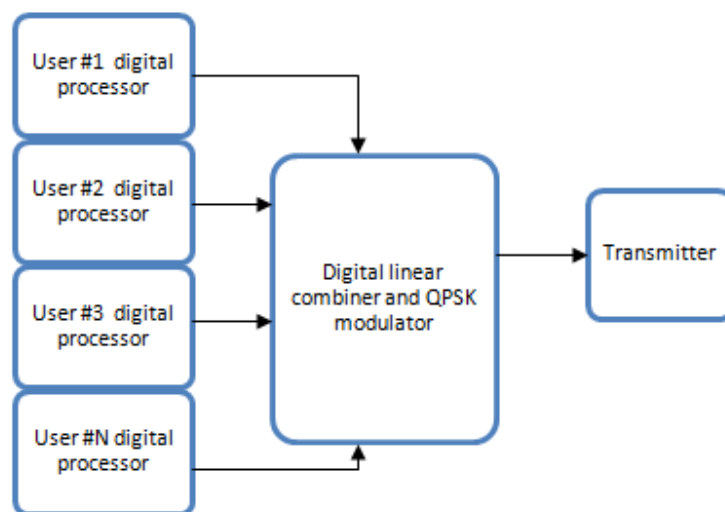 User #1 digital
processor
User #2 digital
processor
User #3 digital
processor
User #N digital
processor
Digital linear
combiner and QPSK
modulator
Transmitter